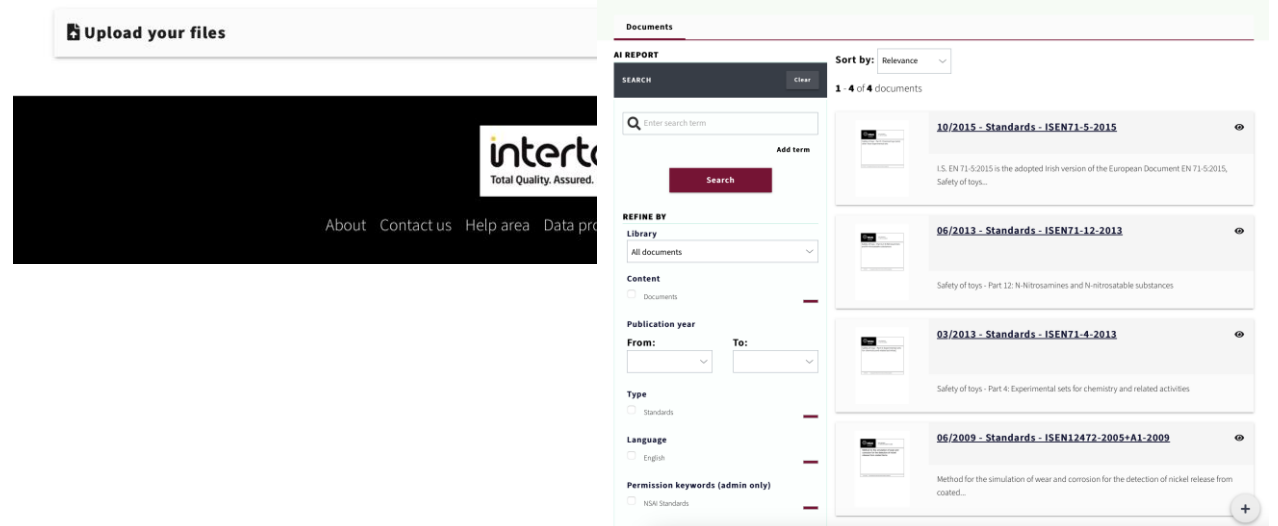 Upload your files
interte
Total Quality. Assured.
About Contact us Help area Data pro
Documents
AI REPORT
SEARCH
Clear
Enter search term
Add term
Search
REFINE BY
Library
All documents
Content
Documents
Publication year
From: To:
Type
Standards
Language
English
Permission keywords (admin only)
NSAI Standards
Sort by: Relevance
1 - 4 of 4 documents
10/2015 - Standards - ISEN71-5-2015
I.S. EN 71-5:2015 is the adopted Irish version of the European Document EN 71-5:2015,
Safety of toys...
06/2013 - Standards - ISEN71-12-2013
Safety of toys - Part 12: N-Nitrosamines and N-nitrosatable substances
03/2013 - Standards - ISEN71-4-2013
Safety of toys - Part 4: Experimental sets for chemistry and related activities
06/2009 - Standards - ISEN12472-2005+A1-2009
Method for the simulation of wear and corrosion for the detection of nickel release from
coated...
+